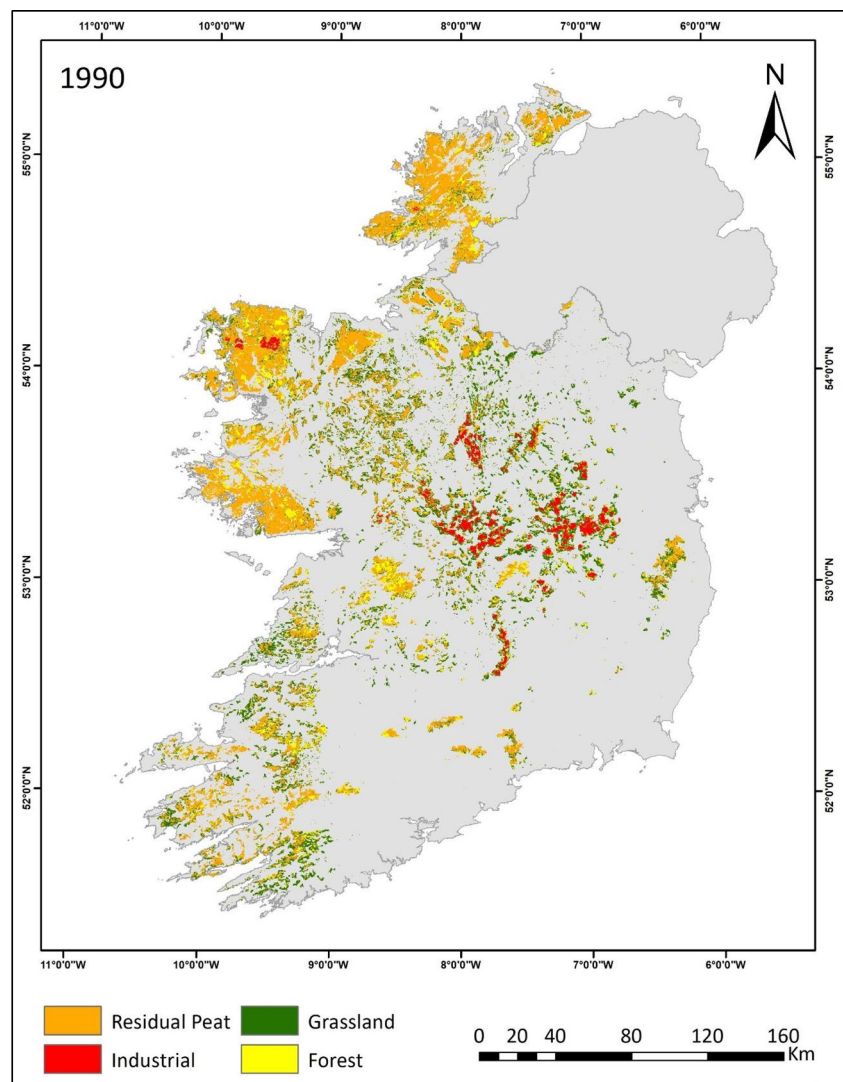 11°0'0"W 10°0'0"W 9°0'0"W 8°0'0"W 7°0'0"W 6°0'0"W
1990
N
55°0'0"N 55°0'0"N
54°0'0"N 54°0'0"N
53°0'0"N 53°0'0"N
52°0'0"N 52°0'0"N
11°0'0"W 10°0'0"W 9°0'0"W 8°0'0"W 7°0'0"W 6°0'0"W
Residual Peat Grassland
Industrial Forest
0 20 40 80 120 160
Km